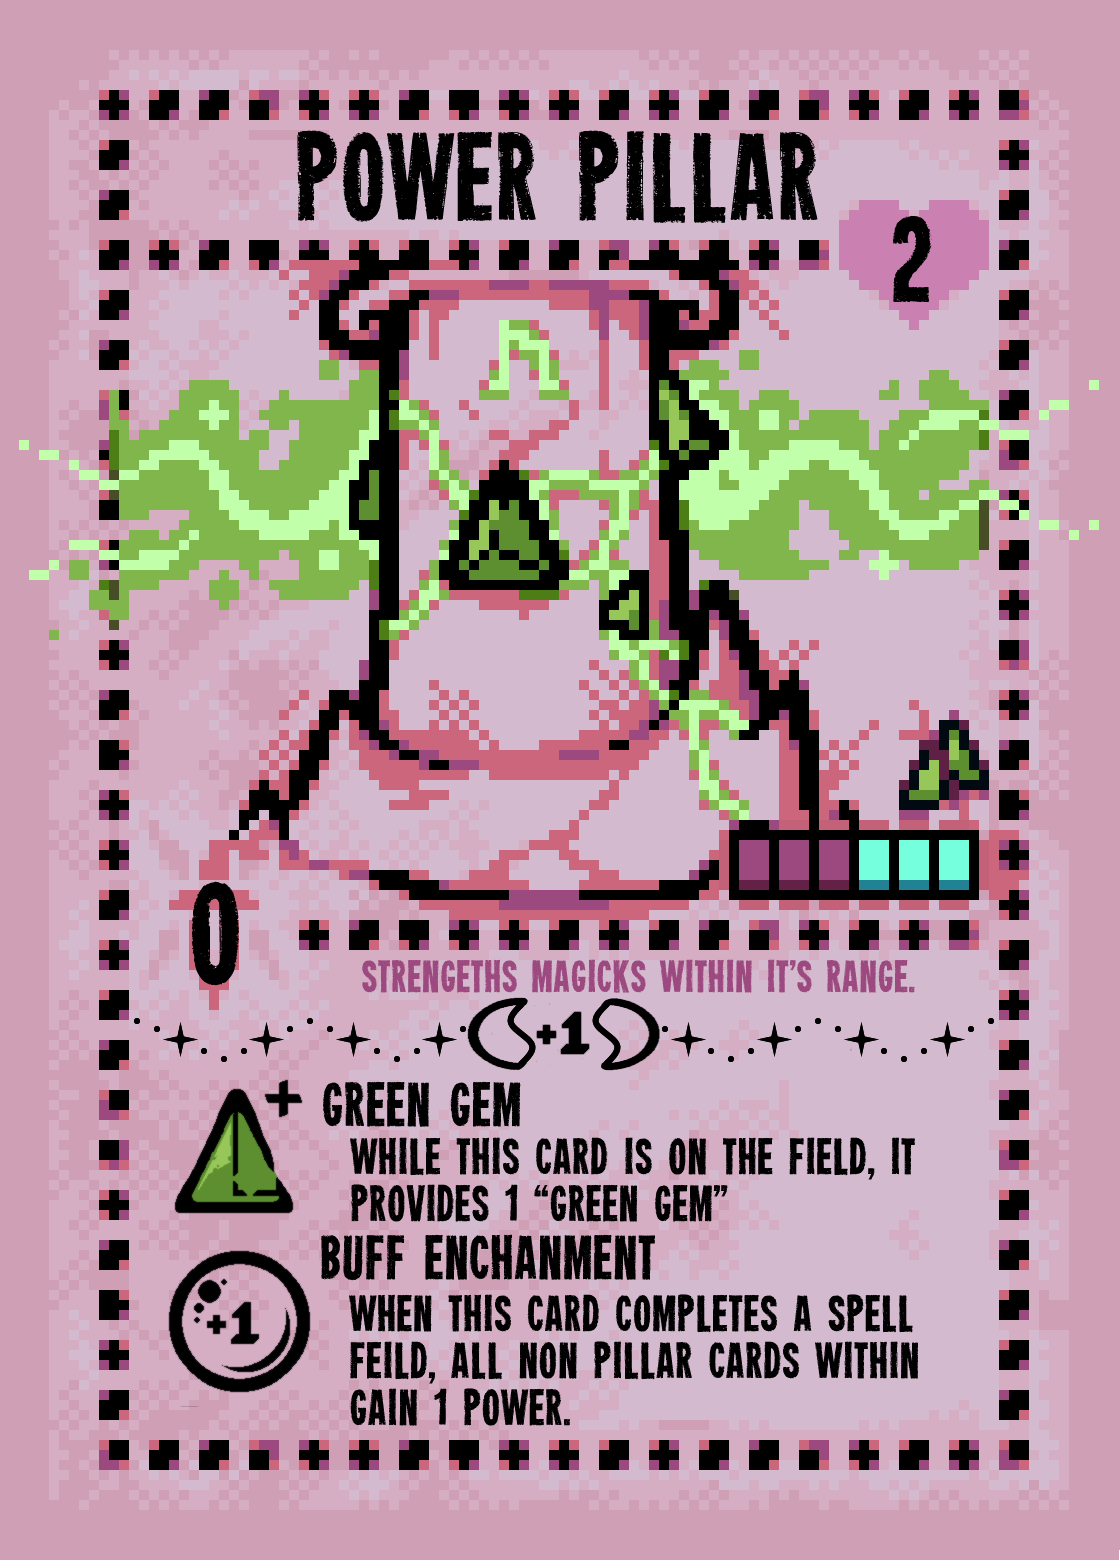 POWER PILLAR
2
0
STRENGETHS MAGICKS WITHIN IT'S RANGE.
+1
+ GREEN GEM
WHILE THIS CARD IS ON THE FIELD, IT
PROVIDES 1 “GREEN GEM”
BUFF ENCHANMENT
+1
WHEN THIS CARD COMPLETES A SPELL
FEILD, ALL NON PILLAR CARDS WITHIN
GAIN 1 POWER.